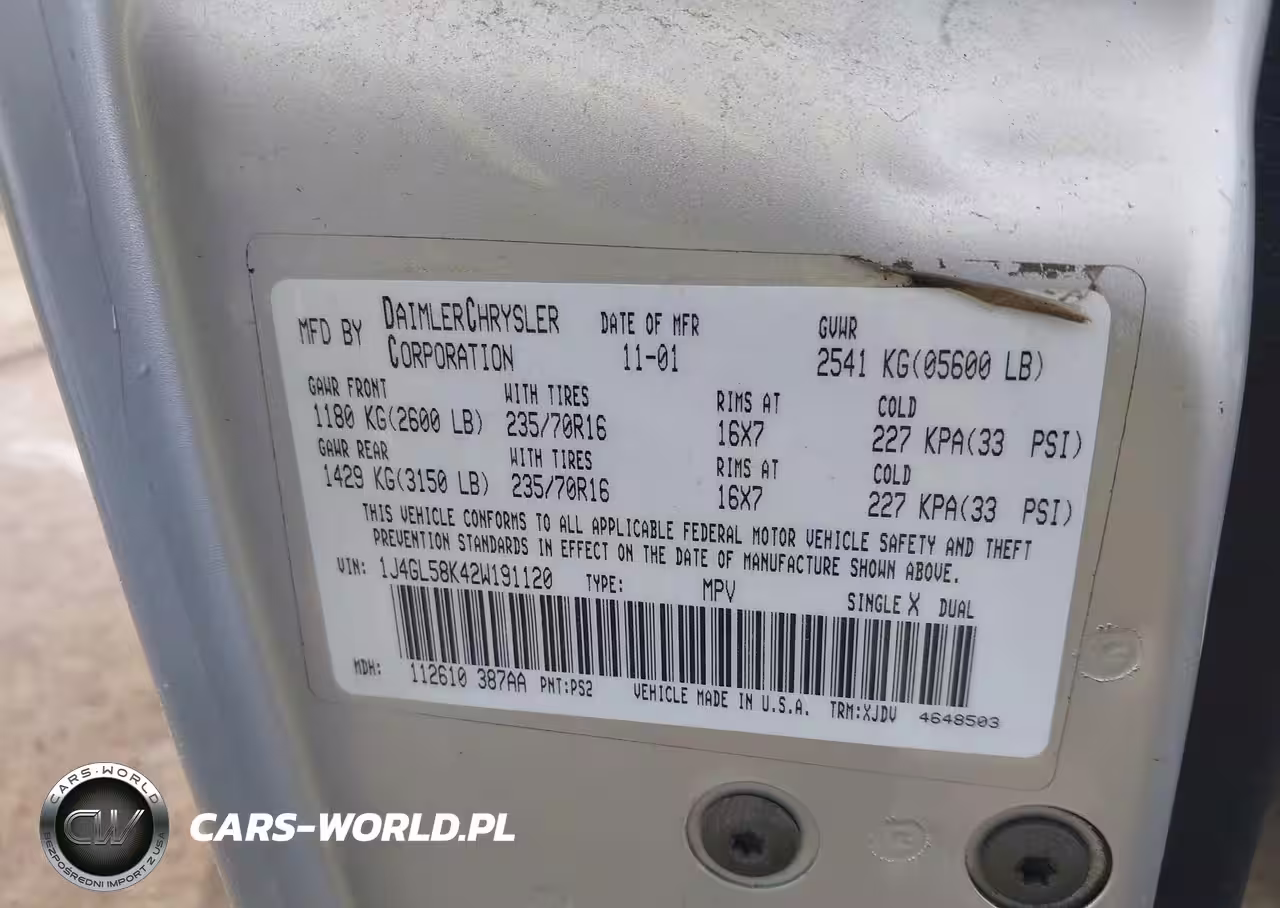 MFD BY DAIMLERCHRYSLER CORPORATION
DATE OF MFR 11-01
GVWR 2541 KG(05600 LB)
GAWR FRONT WITH TIRES RIMS AT COLD
1180 KG(2600 LB) 235/70R16 16X7 227 KPA(33 PSI)
GAWR REAR WITH TIRES RIMS AT COLD
1429 KG(3150 LB) 235/70R16 16X7 227 KPA(33 PSI)
THIS VEHICLE CONFORMS TO ALL APPLICABLE FEDERAL MOTOR VEHICLE SAFETY AND THEFT
PREVENTION STANDARDS IN EFFECT ON THE DATE OF MANUFACTURE SHOWN ABOVE.
VIN: 1J4GL58K42W191120 TYPE: MPV SINGLE X DUAL
MDH: 112610 387AA PNT:PS2 VEHICLE MADE IN U.S.A. TRM:XJDV 4648503
CARS-WORLD
CW
BEZPOŚREDNI IMPORT Z USA
CARS-WORLD.PL